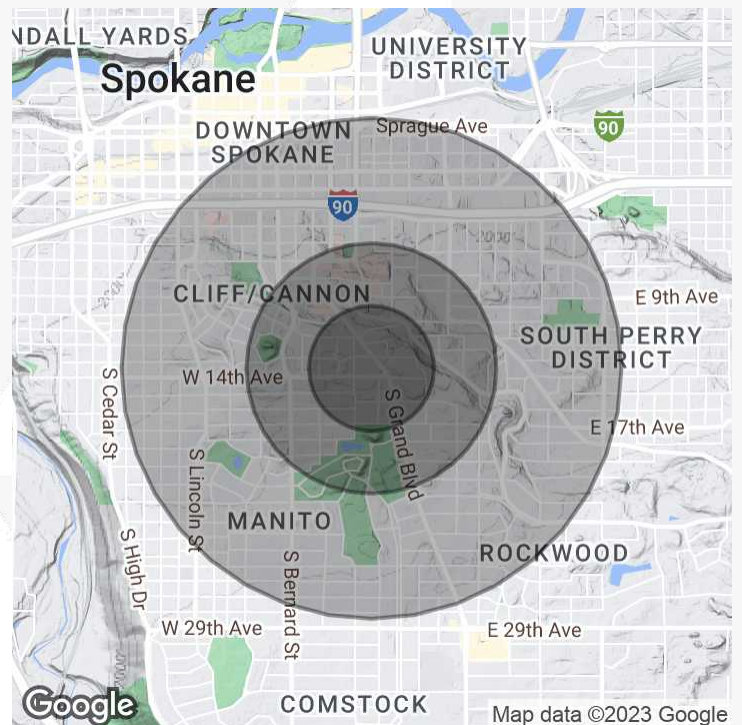 NDALL YARDS
Spokane
UNIVERSITY
DISTRICT
DOWNTOWN
SPOKANE
Sprague Ave
90
90
2000
CLIFF/CANNON
E 9th Ave
SOUTH PERRY
DISTRICT
W 14th Ave
S Cedar St
S Grand Blvd
E 17th Ave
S Lincoln St
MANITO
S High Dr
S Bernard St
ROCKWOOD
W 29th Ave
E 29th Ave
COMSTOCK
Google
Map data ©2023 Google